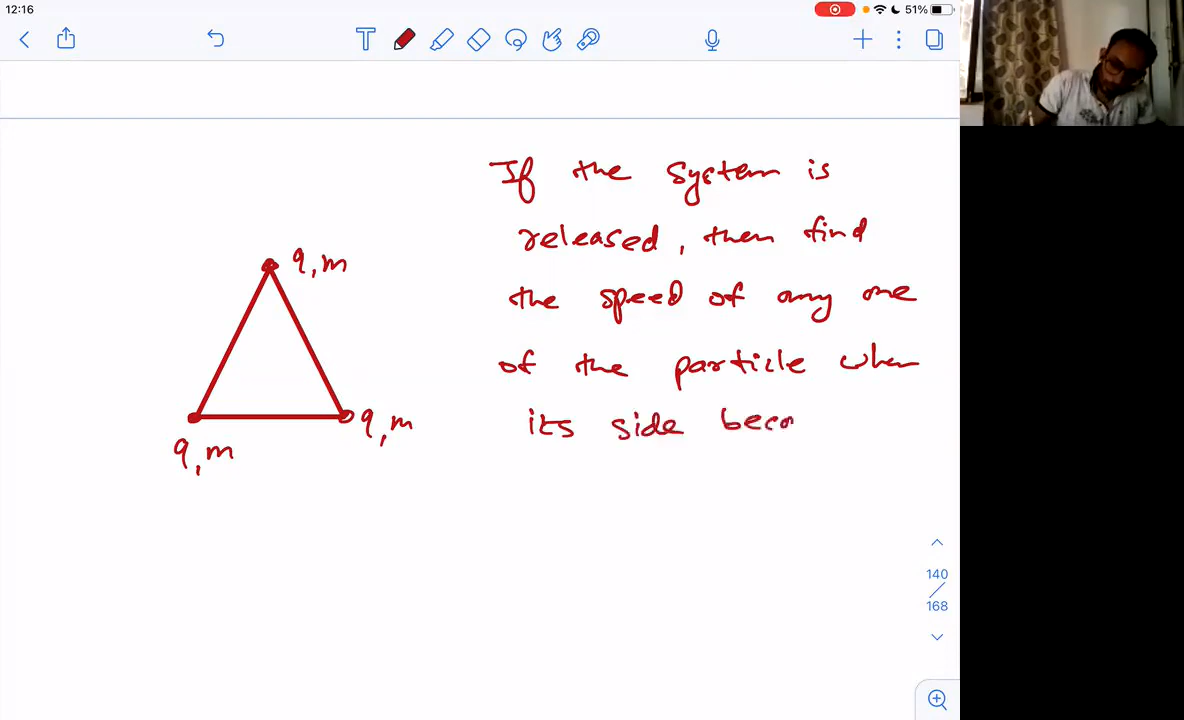 12:16
51%
T
If the system is
q,m
released, then find
the speed of any one
of the particle when
q,m
its side beco
q,m
140
168